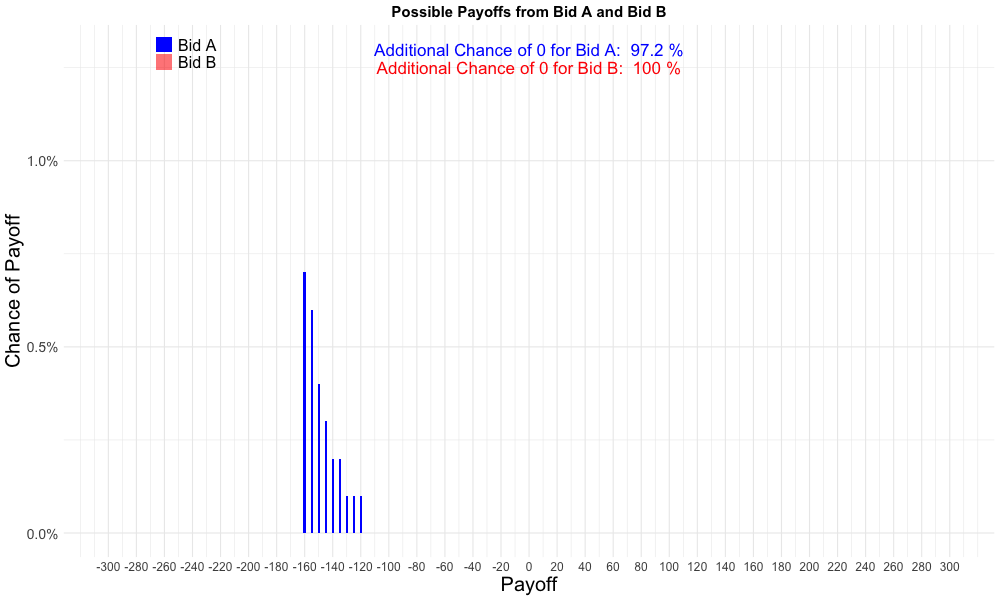 Possible Payoffs from Bid A and Bid B
Bid A
Bid B
Additional Chance of 0 for Bid A:  97.2 %
Additional Chance of 0 for Bid B:  100 %
Chance of Payoff
1.0%
0.5%
0.0%
-300 -280 -260 -240 -220 -200 -180 -160 -140 -120 -100 -80 -60 -40 -20 0 20 40 60 80 100 120 140 160 180 200 220 240 260 280 300
Payoff